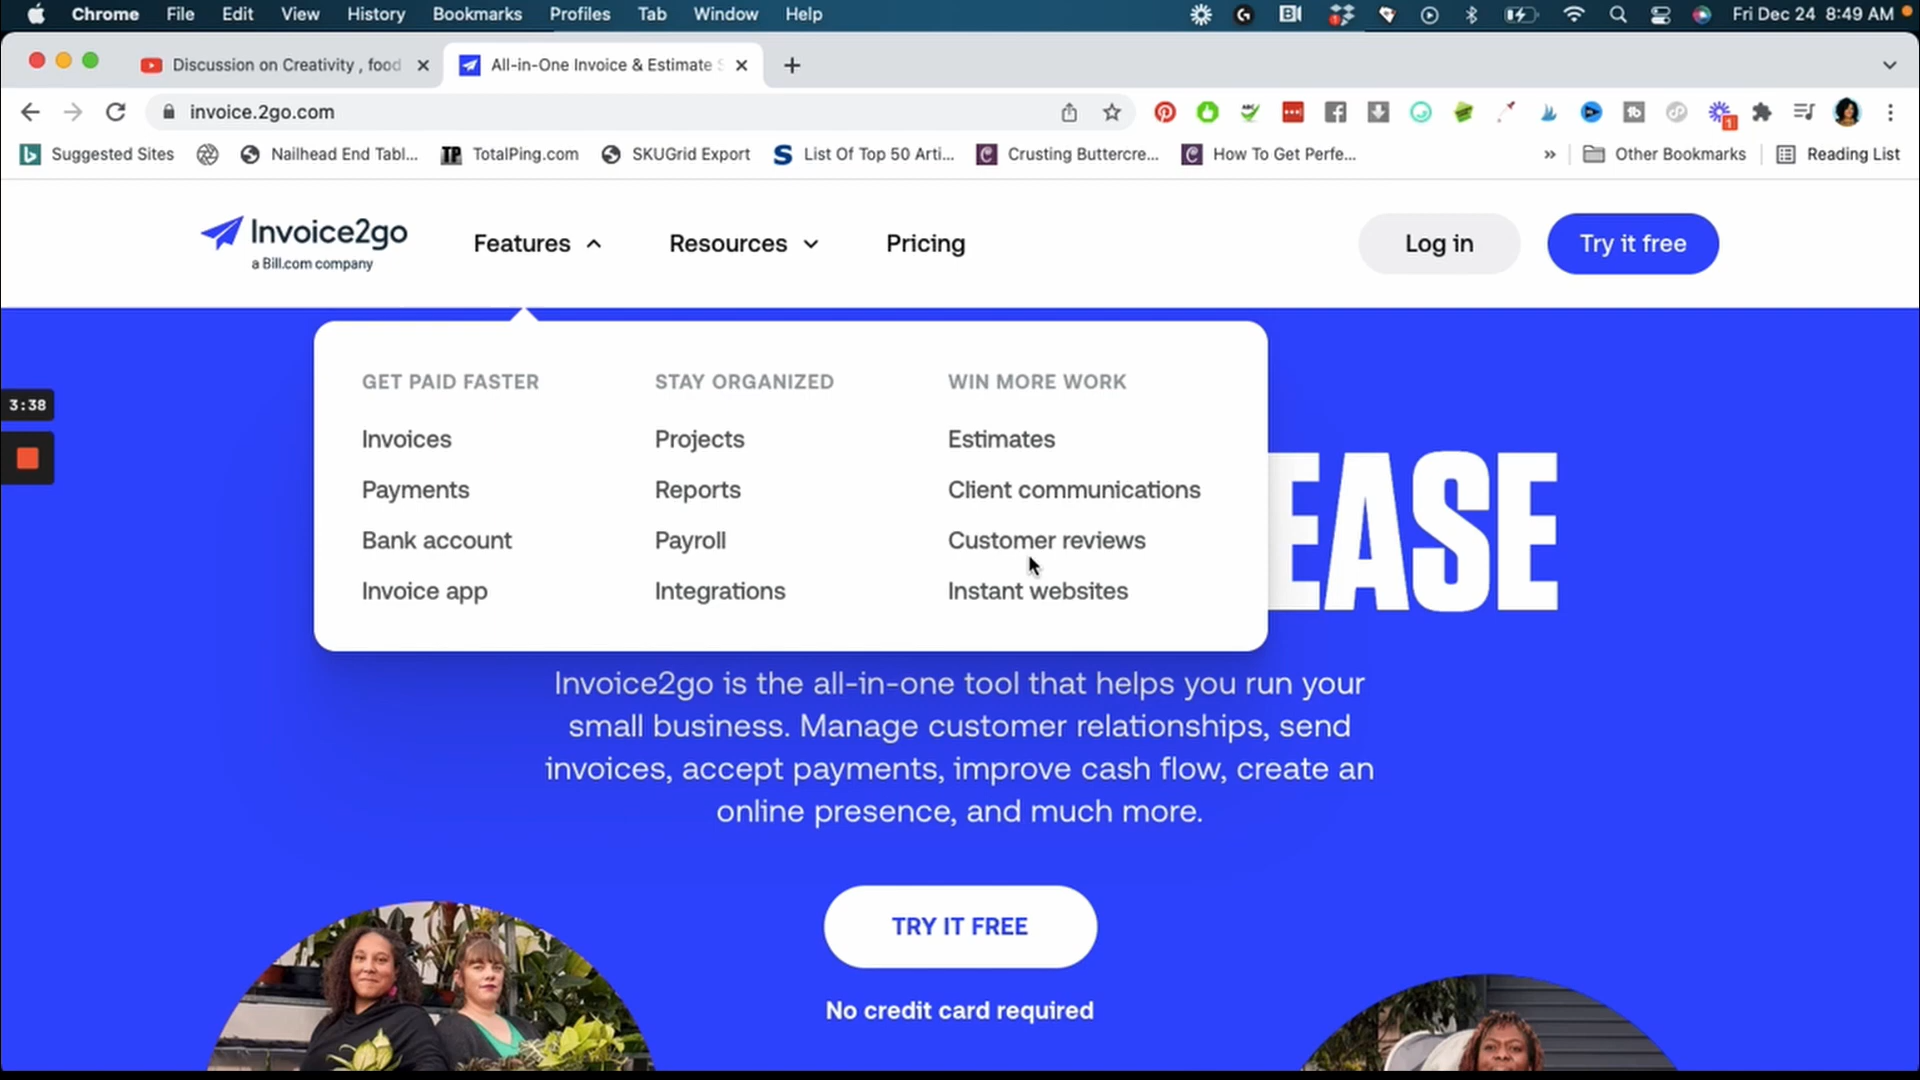 Chrome File Edit View History Bookmarks Profiles Tab Window Help Fri Dec 24 8:49 AM
Discussion on Creativity , food All-in-One Invoice & Estimate S
invoice.2go.com
1
Suggested Sites Nailhead End Tabl... TP TotalPing.com SKUGrid Export List Of Top 50 Arti... Crusting Buttercre... How To Get Perfe... » Other Bookmarks Reading List
Invoice2go
a Bill.com company
Features Resources Pricing Log in Try it free
GET PAID FASTER STAY ORGANIZED WIN MORE WORK
3:38
Invoices Projects Estimates
Payments Reports Client communications
Bank account Payroll Customer reviews
Invoice app Integrations Instant websites
EASE
Invoice2go is the all-in-one tool that helps you run your
small business. Manage customer relationships, send
invoices, accept payments, improve cash flow, create an
online presence, and much more.
TRY IT FREE
No credit card required